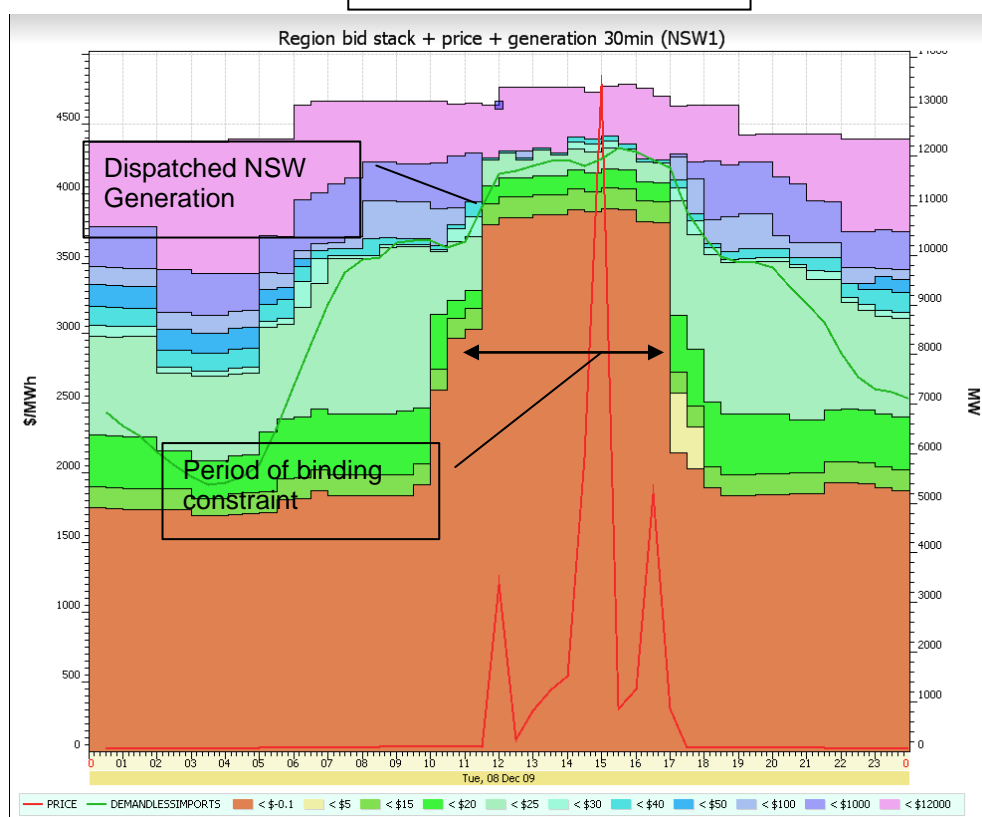 Region bid stack + price + generation 30min (NSW1)
14000
13000
12000
11000
10000
9000
8000
7000
6000
5000
4000
3000
2000
1000
0
MW
4500
4000
3500
3000
2500
2000
1500
1000
500
0
$/MWh
Dispatched NSW
Generation
Period of binding
constraint
0 01 02 03 04 05 06 07 08 09 10 11 12 13 14 15 16 17 18 19 20 21 22 23 0
Tue, 08 Dec 09
PRICE DEMANDLESSIMPORTS < $-0.1 < $5 < $15 < $20 < $25 < $30 < $40 < $50 < $100 < $1000 < $12000